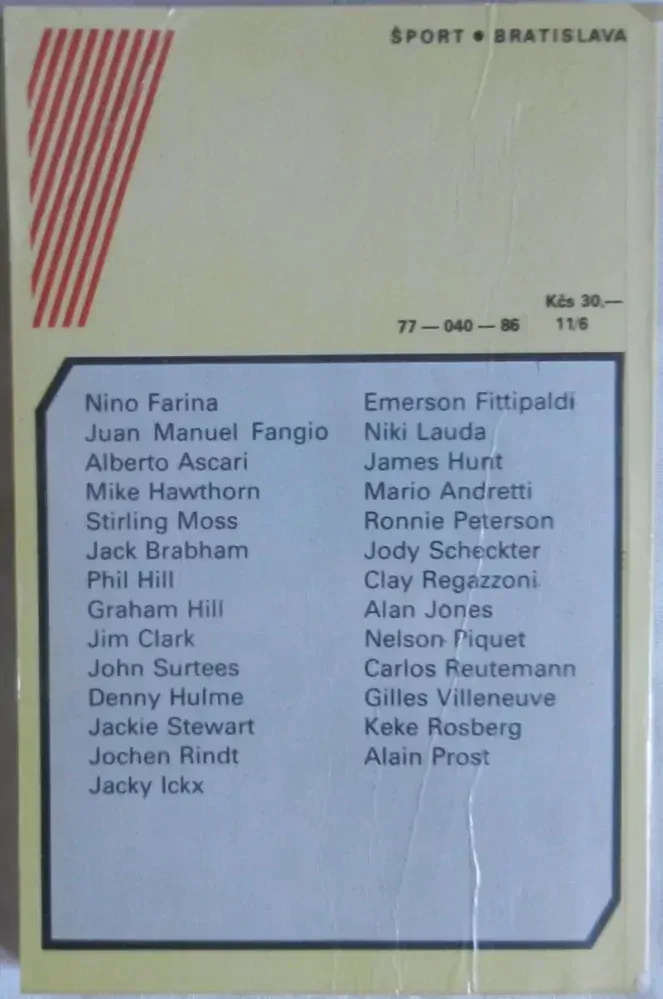 ŠPORT • BRATISLAVA
Kčs 30,—
77 — 040 — 86 11/6
Nino Farina
Juan Manuel Fangio
Alberto Ascari
Mike Hawthorn
Stirling Moss
Jack Brabham
Phil Hill
Graham Hill
Jim Clark
John Surtees
Denny Hulme
Jackie Stewart
Jochen Rindt
Jacky Ickx
Emerson Fittipaldi
Niki Lauda
James Hunt
Mario Andretti
Ronnie Peterson
Jody Scheckter
Clay Regazzoni
Alan Jones
Nelson Piquet
Carlos Reutemann
Gilles Villeneuve
Keke Rosberg
Alain Prost